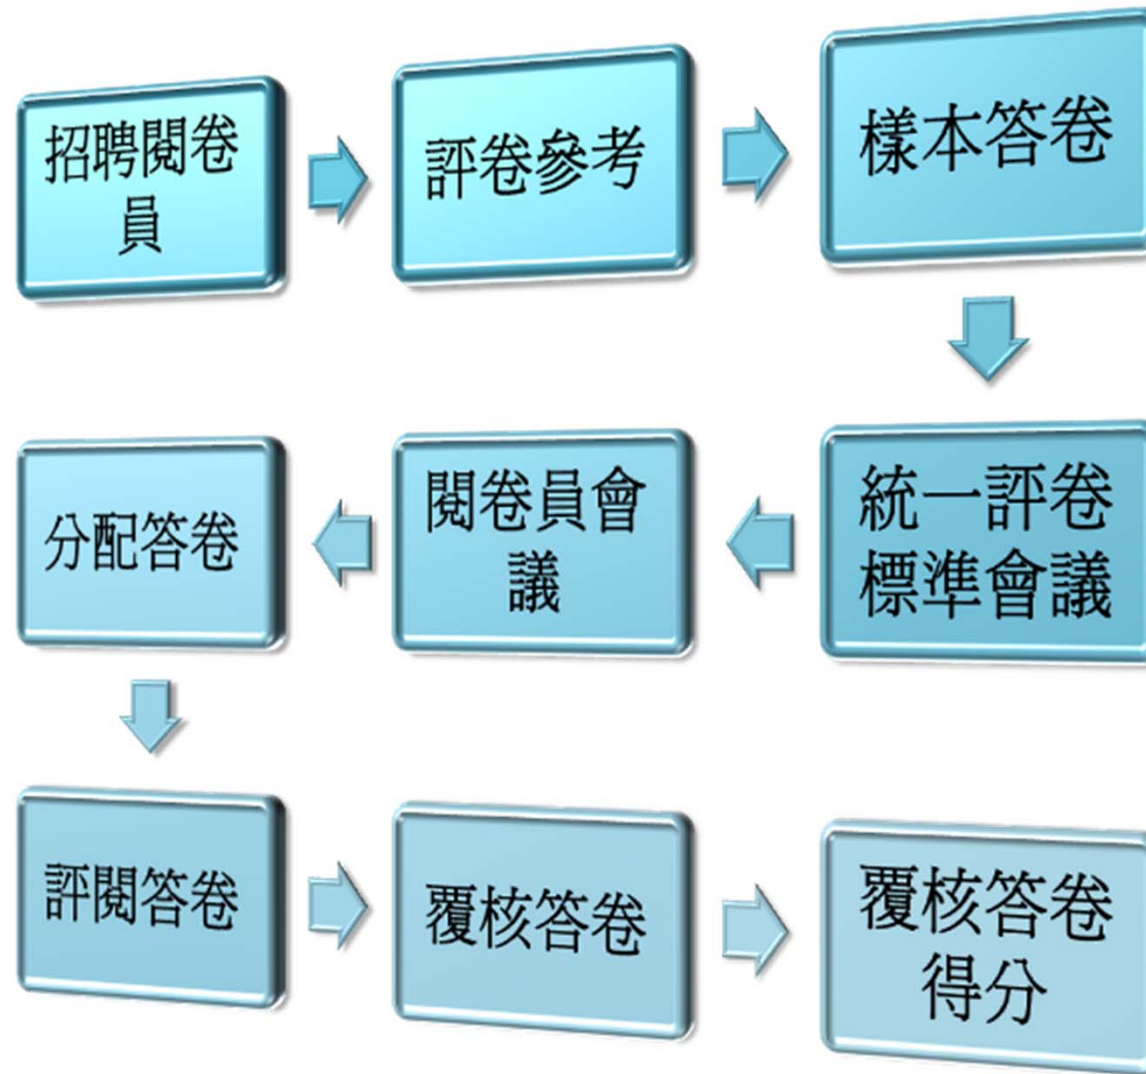 招聘閱卷
員
評卷參考
樣本答卷
統一評卷
標準會議
閱卷員會
議
分配答卷
評閱答卷
覆核答卷
覆核答卷
得分